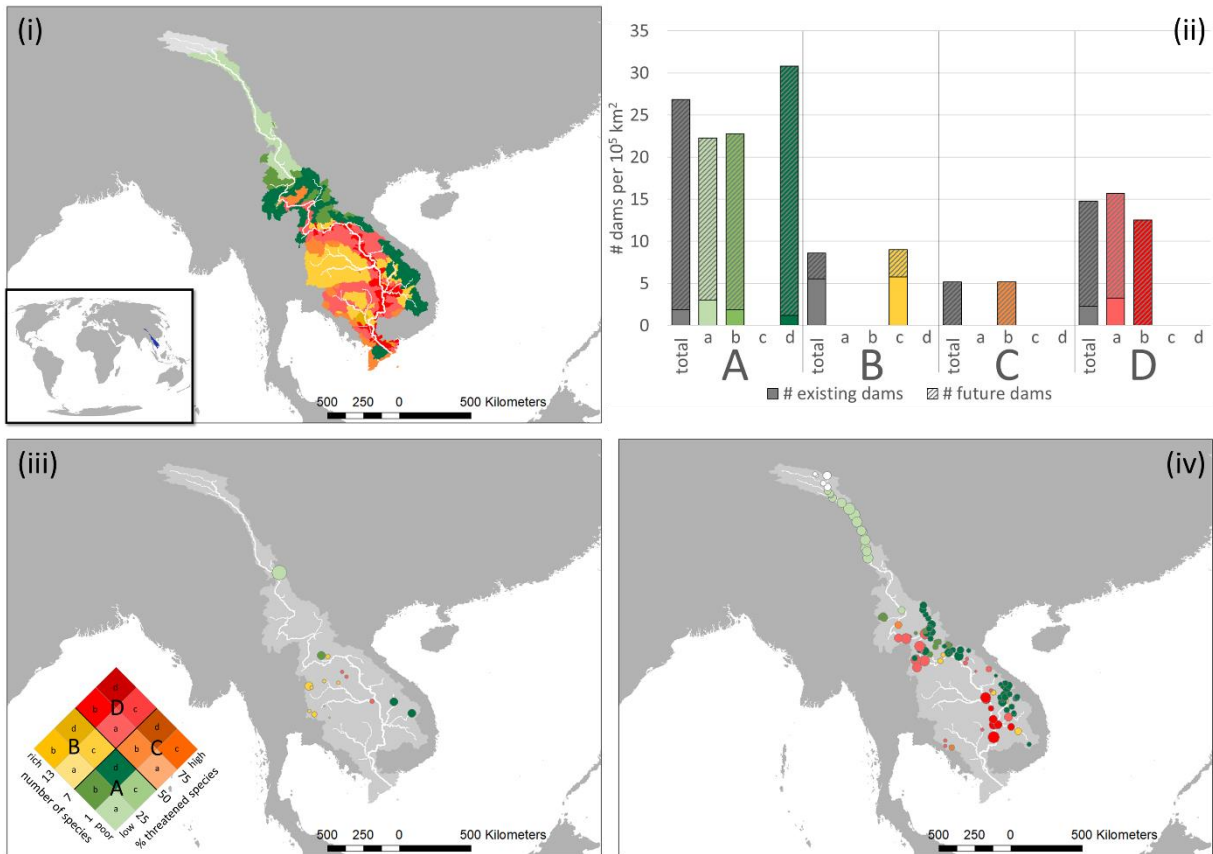 (i)
500 250 0 500 Kilometers
(ii)
# dams per 10⁵ km²
35
30
25
20
15
10
5
0
total a b c d total a b c d total a b c d total a b c d
A B C D
# existing dams # future dams
(iii)
d
b D c
a
d d
b B c b C c
a d a
b A c
a
rich 13 7 1 poor
number of species
low 25 50 75 high
% threatened species
500 250 0 500 Kilometers
(iv)
500 250 0 500 Kilometers